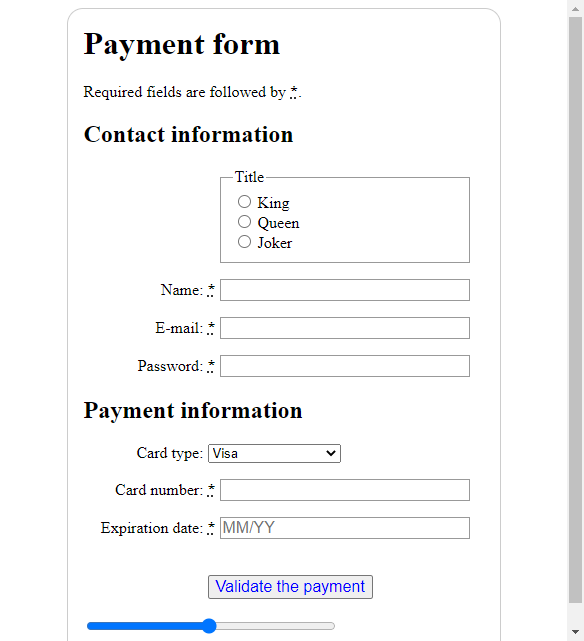 Payment form
Required fields are followed by *.
Contact information
Title
King
Queen
Joker
Name: *
E-mail: *
Password: *
Payment information
Card type: Visa
Card number: *
Expiration date: * MM/YY
Validate the payment